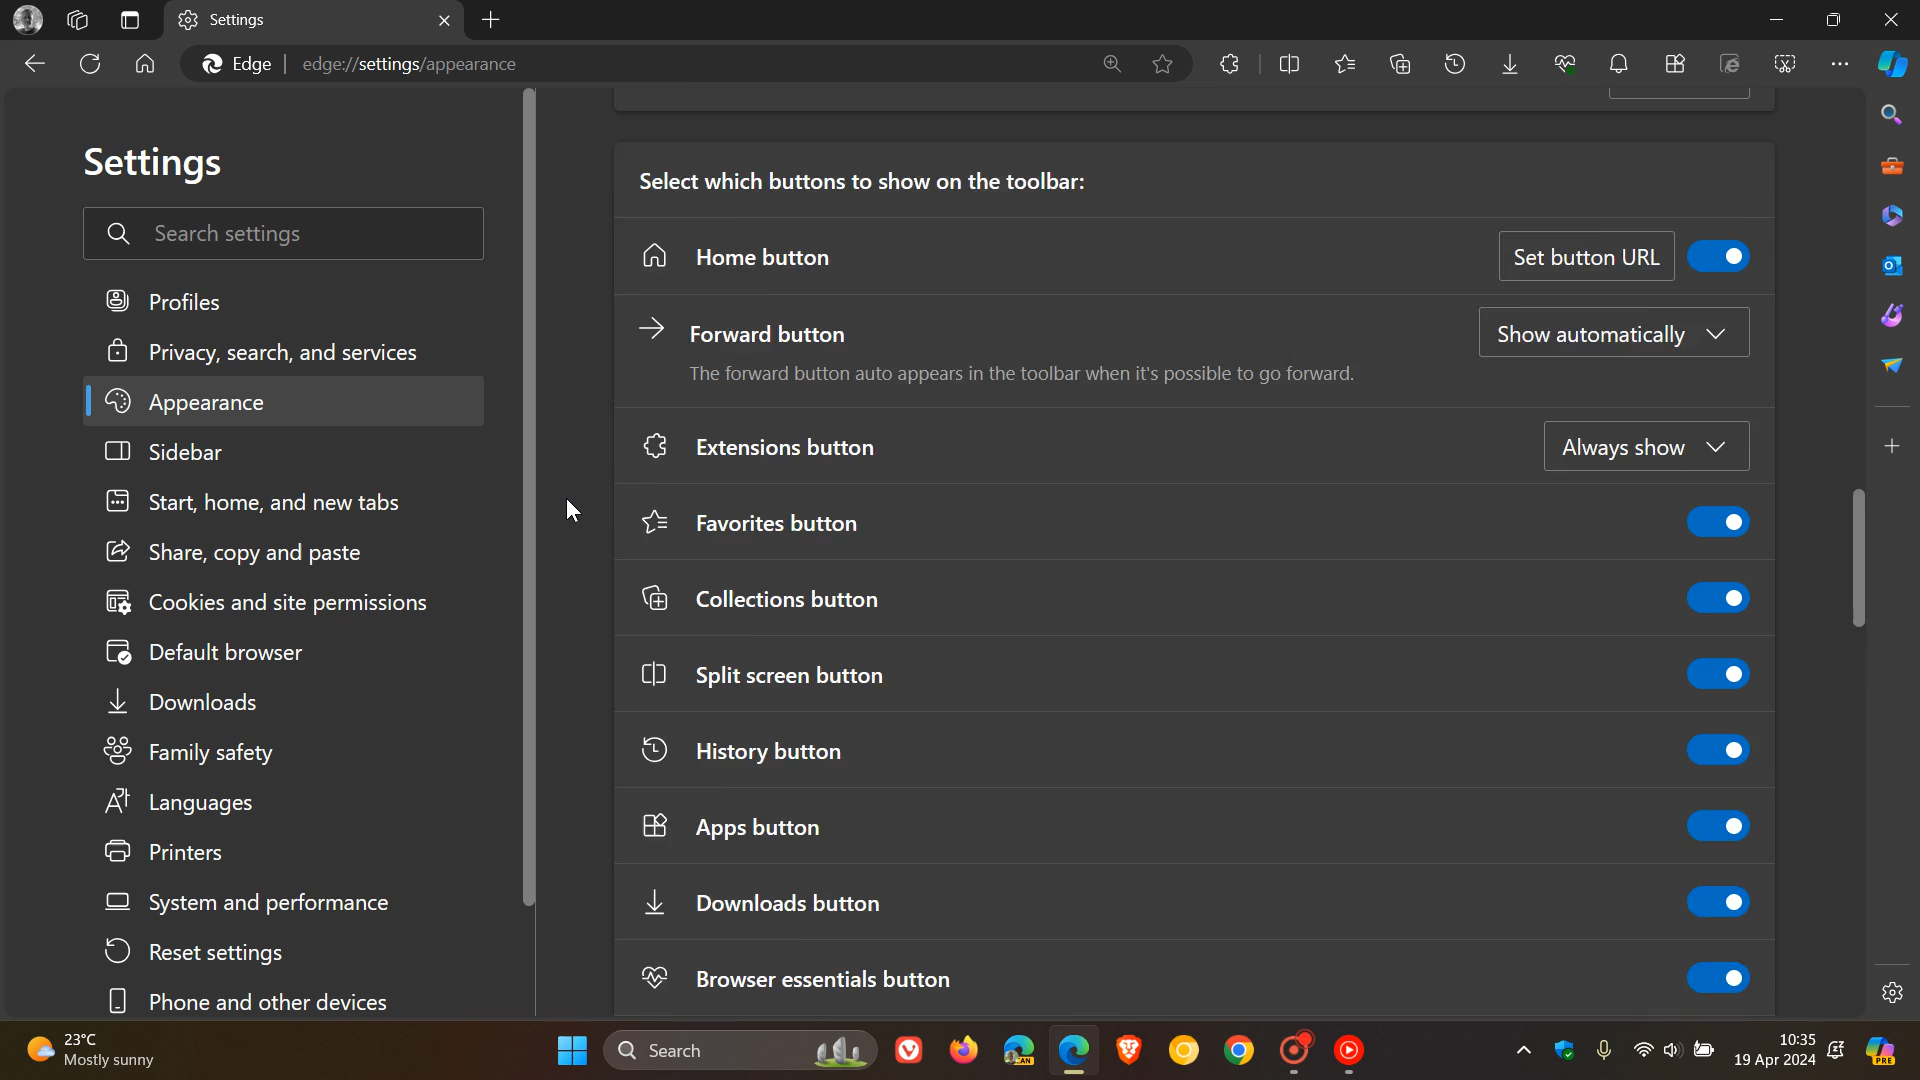 Settings
Edge
edge://settings/appearance
Settings
Search settings
Profiles
Privacy, search, and services
Appearance
Sidebar
Start, home, and new tabs
Share, copy and paste
Cookies and site permissions
Default browser
Downloads
Family safety
Languages
Printers
System and performance
Reset settings
Phone and other devices
Select which buttons to show on the toolbar:
Home button
Set button URL
Forward button
Show automatically
The forward button auto appears in the toolbar when it's possible to go forward.
Extensions button
Always show
Favorites button
Collections button
Split screen button
History button
Apps button
Downloads button
Browser essentials button
23°C
Mostly sunny
Search
CAN
10:35
19 Apr 2024
PRE